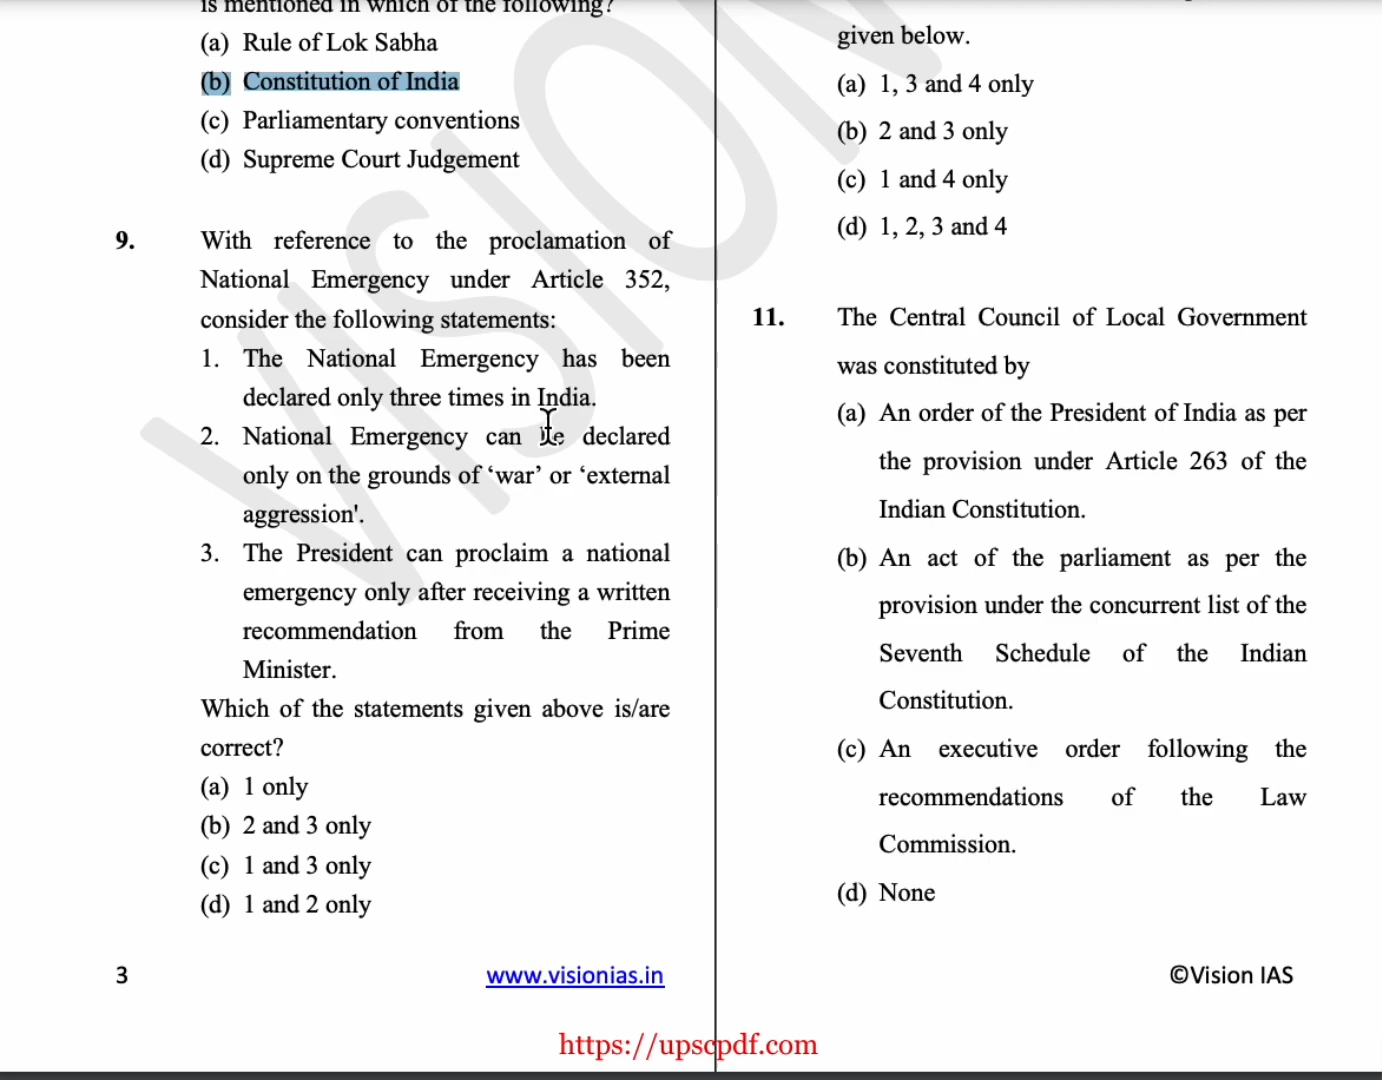 is mentioned in which of the following?
(a) Rule of Lok Sabha
(b) Constitution of India
(c) Parliamentary conventions
(d) Supreme Court Judgement
9. With reference to the proclamation of
National Emergency under Article 352,
consider the following statements:
1. The National Emergency has been
declared only three times in India.
2. National Emergency can be declared
only on the grounds of ‘war’ or ‘external
aggression'.
3. The President can proclaim a national
emergency only after receiving a written
recommendation from the Prime
Minister.
Which of the statements given above is/are
correct?
(a) 1 only
(b) 2 and 3 only
(c) 1 and 3 only
(d) 1 and 2 only
given below.
(a) 1, 3 and 4 only
(b) 2 and 3 only
(c) 1 and 4 only
(d) 1, 2, 3 and 4
11. The Central Council of Local Government
was constituted by
(a) An order of the President of India as per
the provision under Article 263 of the
Indian Constitution.
(b) An act of the parliament as per the
provision under the concurrent list of the
Seventh Schedule of the Indian
Constitution.
(c) An executive order following the
recommendations of the Law
Commission.
(d) None
3 www.visionias.in ©Vision IAS
https://upscpdf.com
VISION